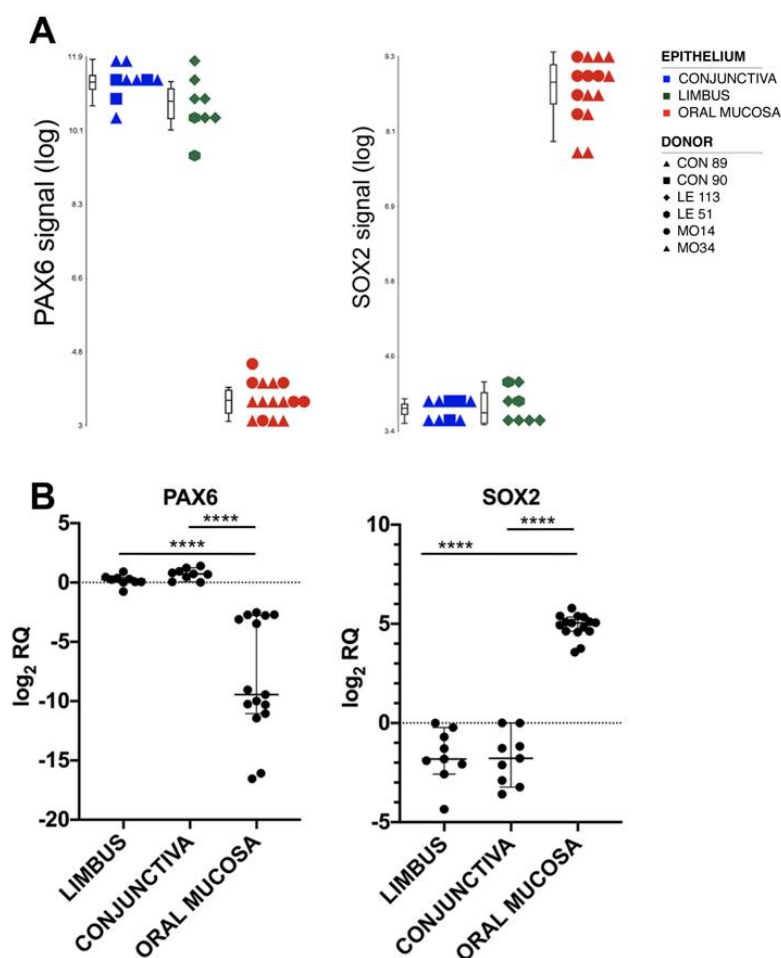 A
PAX6 signal (log)
11.9
10.1
8.3
6.6
4.8
3
SOX2 signal (log)
9.3
8.1
6.9
5.8
4.6
3.4
EPITHELIUM
CONJUNCTIVA
LIMBUS
ORAL MUCOSA
DONOR
CON 89
CON 90
LE 113
LE 51
MO14
MO34
B
PAX6
****
****
log2 RQ
5
0
-5
-10
-15
-20
LIMBUS
CONJUNCTIVA
ORAL MUCOSA
SOX2
****
****
log2 RQ
10
5
0
-5
LIMBUS
CONJUNCTIVA
ORAL MUCOSA